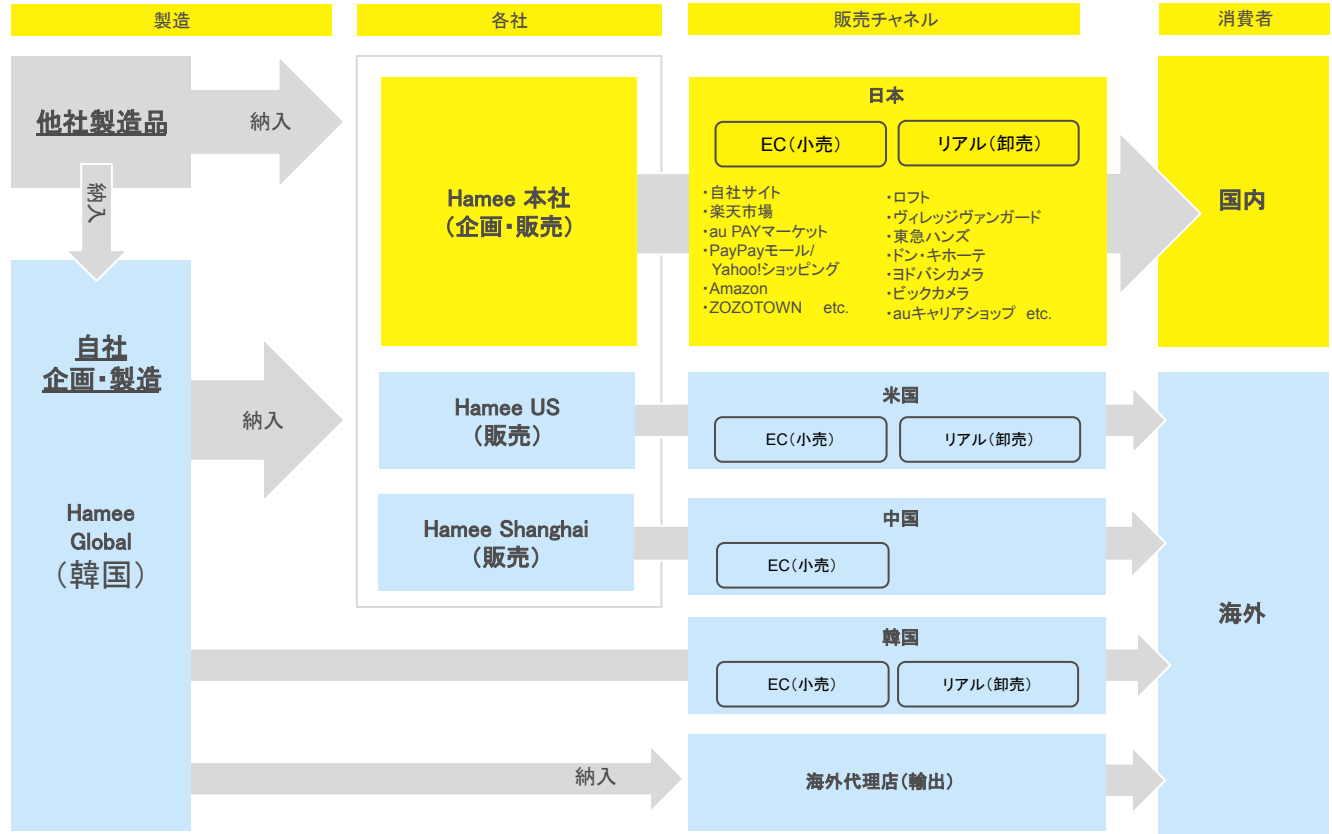 製造
各社
販売チャネル
消費者
他社製造品
納入
納入
自社
企画・製造
Hamee
Global
（韓国）
納入
Hamee 本社
（企画・販売）
Hamee US
（販売）
Hamee Shanghai
（販売）
日本
EC（小売）
リアル（卸売）
・自社サイト
・楽天市場
・au PAYマーケット
・PayPayモール/
Yahoo!ショッピング
・Amazon
・ZOZOTOWN etc.
・ロフト
・ヴィレッジヴァンガード
・東急ハンズ
・ドン・キホーテ
・ヨドバシカメラ
・ビックカメラ
・auキャリアショップ etc.
米国
EC（小売）
リアル（卸売）
中国
EC（小売）
韓国
EC（小売）
リアル（卸売）
納入
海外代理店（輸出）
国内
海外